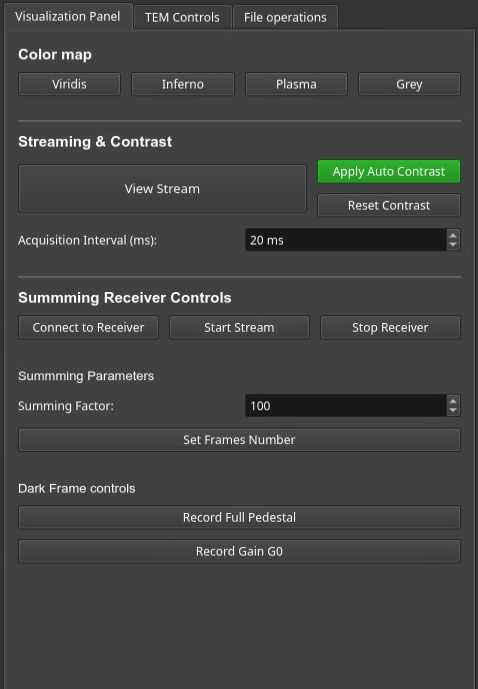 Visualization Panel TEM Controls File operations
Color map
Viridis Inferno Plasma Grey
Streaming & Contrast
View Stream
Apply Auto Contrast
Reset Contrast
Acquisition Interval (ms): 20 ms
Summming Receiver Controls
Connect to Receiver Start Stream Stop Receiver
Summming Parameters
Summing Factor: 100
Set Frames Number
Dark Frame controls
Record Full Pedestal
Record Gain G0